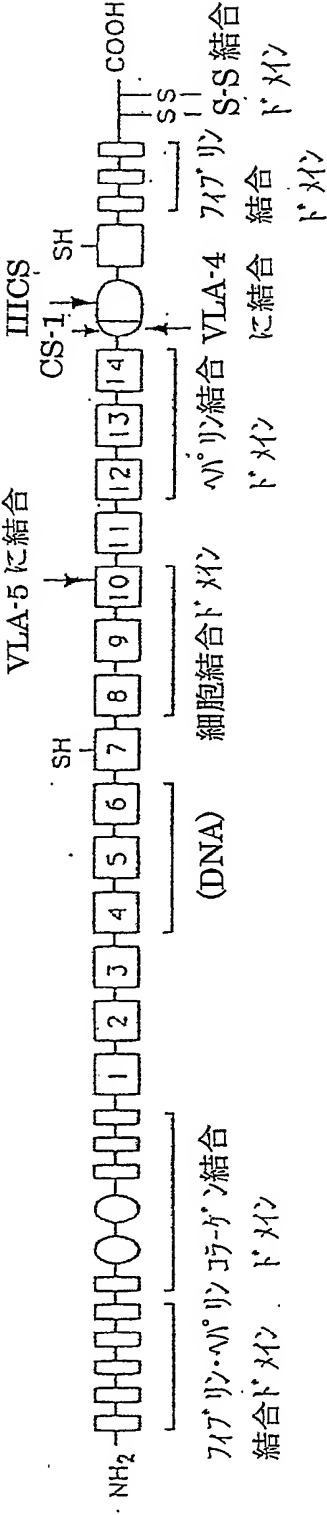 VLA-5 に結合
IIICS
CS-1
SH
SH
NH₂
1 2 3 4 5 6 7 8 9 10 11 12 13 14
COOH
S S
S S
フィブリン・ヘパリン
結合ドメイン
コラーゲン結合
ドメイン
(DNA)
細胞結合ドメイン
ヘパリン結合
ドメイン
VLA-4
に結合
フィブリン
結合
ドメイン
S-S 結合
ドメイン